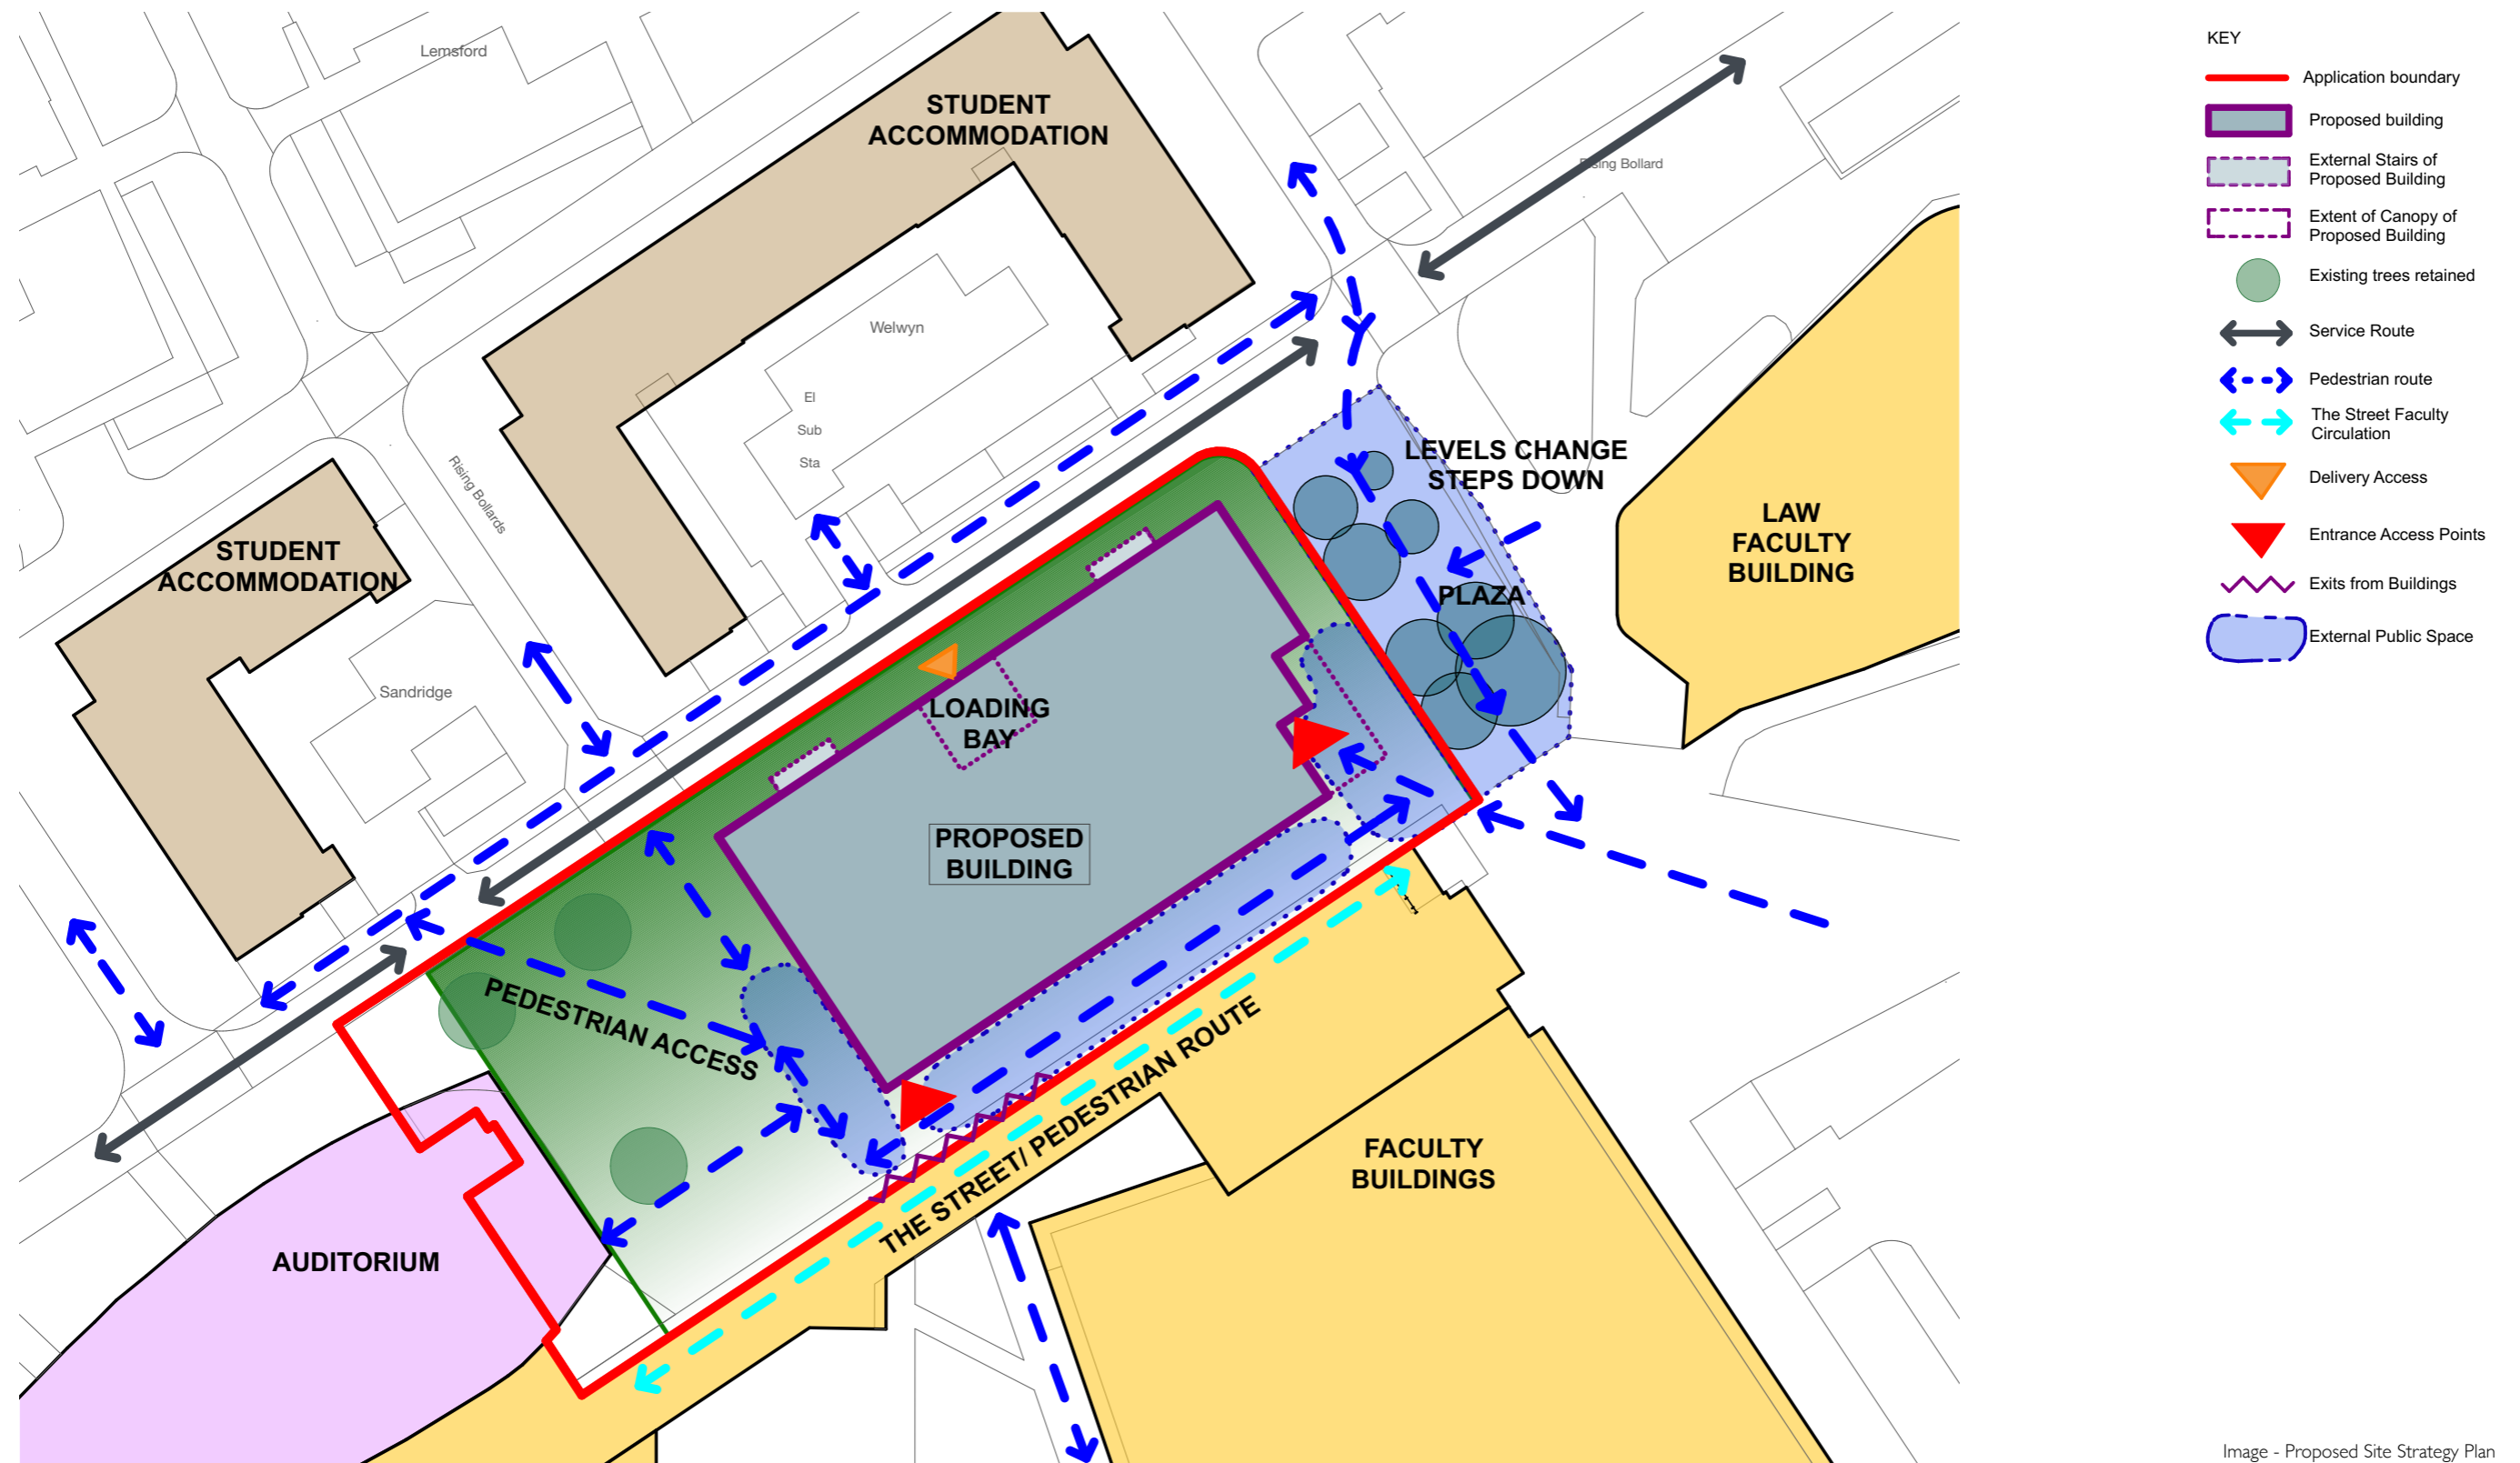 Lemsford
STUDENT
ACCOMMODATION
Rising Bollard
Welwyn
El
Sub
Sta
Rising Bollards
LEVELS CHANGE
STEPS DOWN
LAW
FACULTY
BUILDING
PLAZA
STUDENT
ACCOMMODATION
Sandridge
LOADING
BAY
PROPOSED
BUILDING
PEDESTRIAN ACCESS
THE STREET/ PEDESTRIAN ROUTE
FACULTY
BUILDINGS
AUDITORIUM
KEY
Application boundary
Proposed building
External Stairs of
Proposed Building
Extent of Canopy of
Proposed Building
Existing trees retained
Service Route
Pedestrian route
The Street Faculty
Circulation
Delivery Access
Entrance Access Points
Exits from Buildings
External Public Space
Image - Proposed Site Strategy Plan